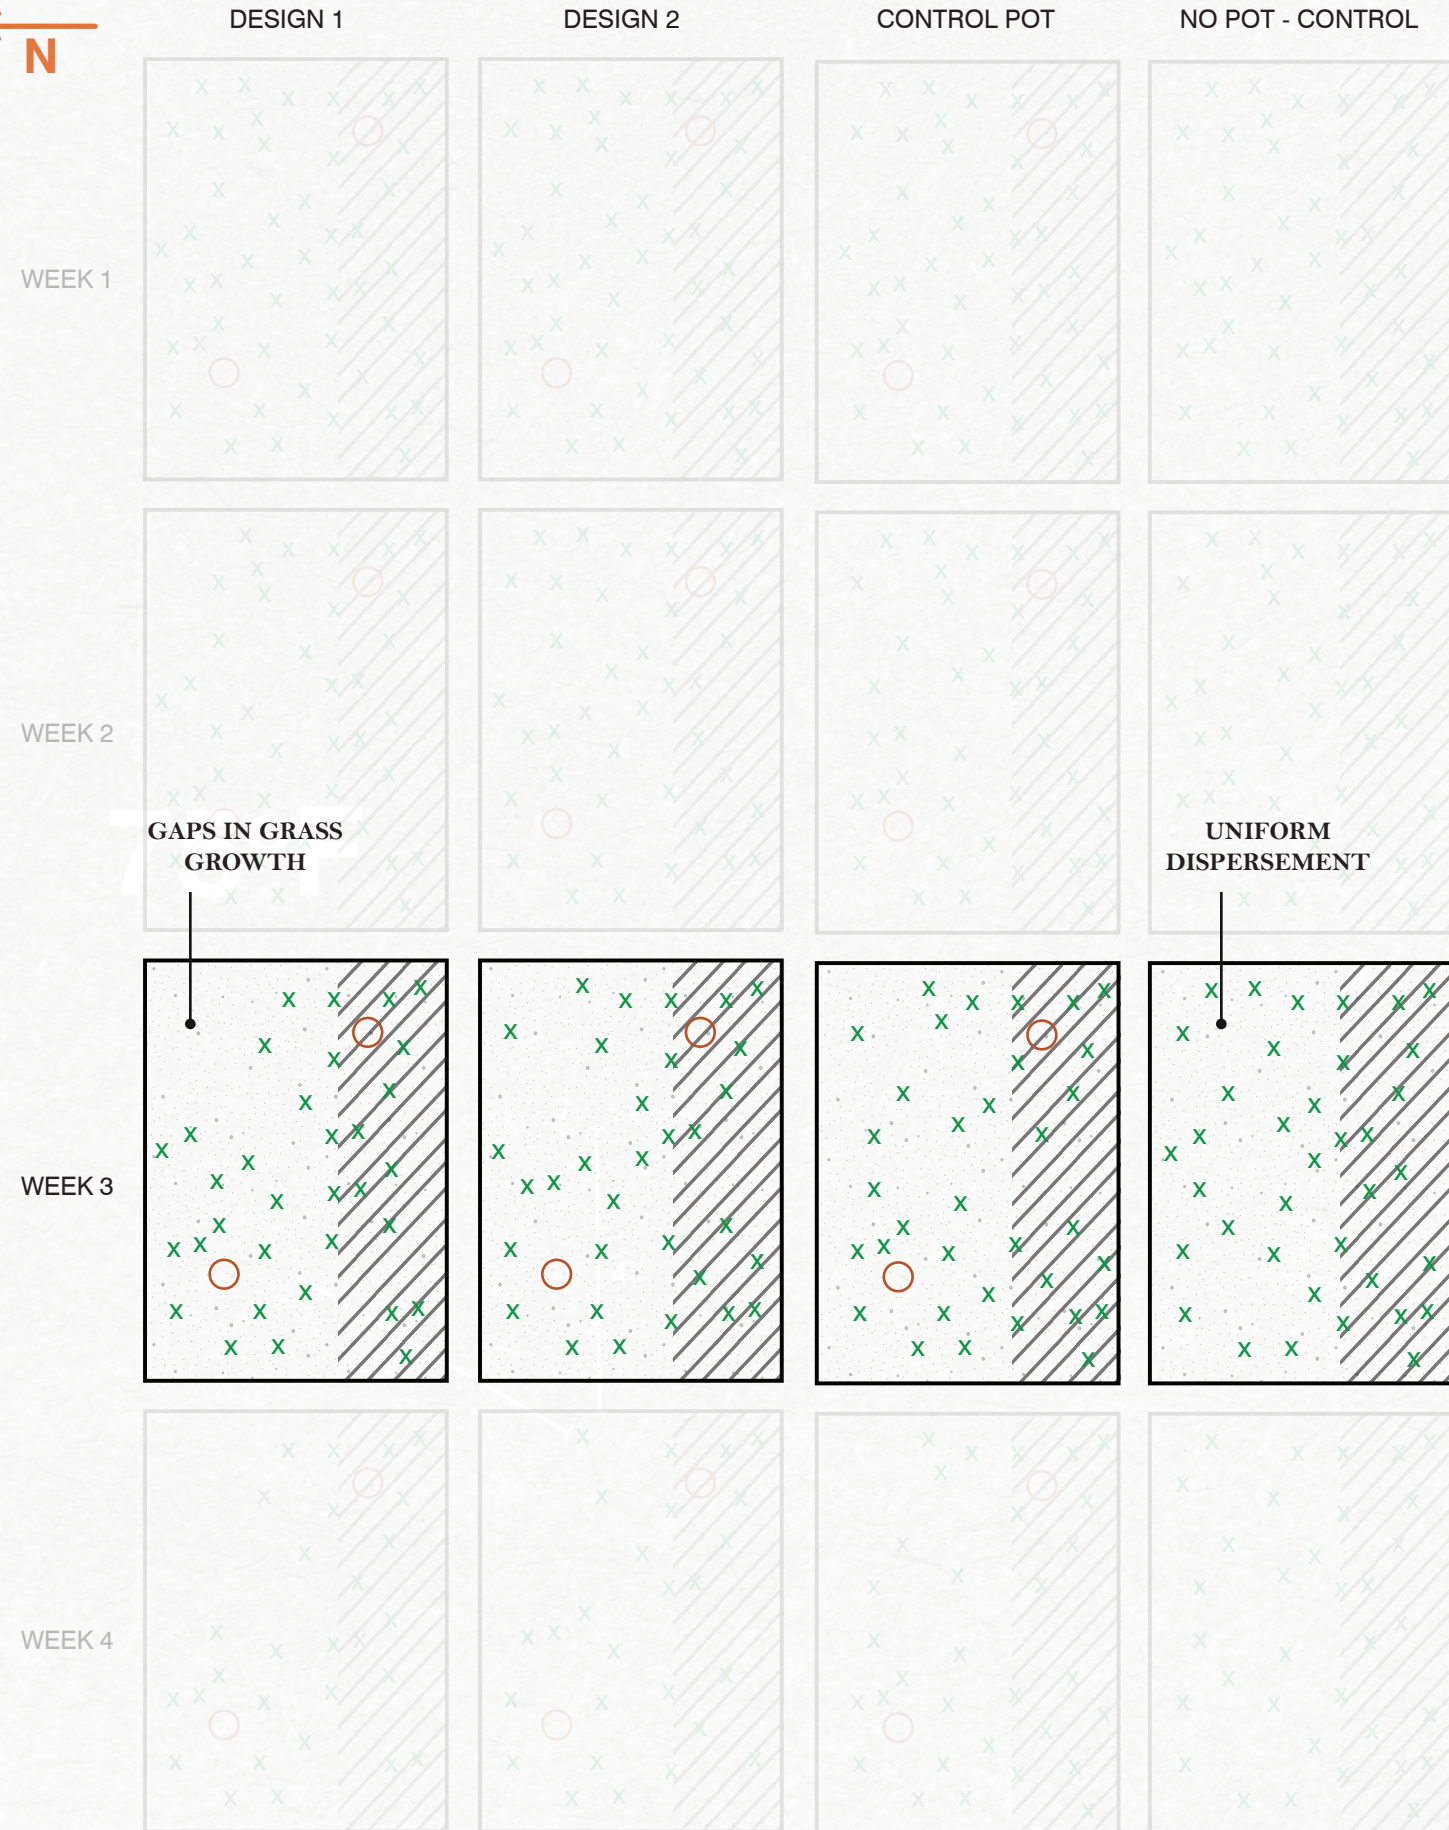 N
DESIGN 1
DESIGN 2
CONTROL POT
NO POT - CONTROL
WEEK 1
WEEK 2
GAPS IN GRASS
GROWTH
UNIFORM
DISPERSEMENT
WEEK 3
WEEK 4